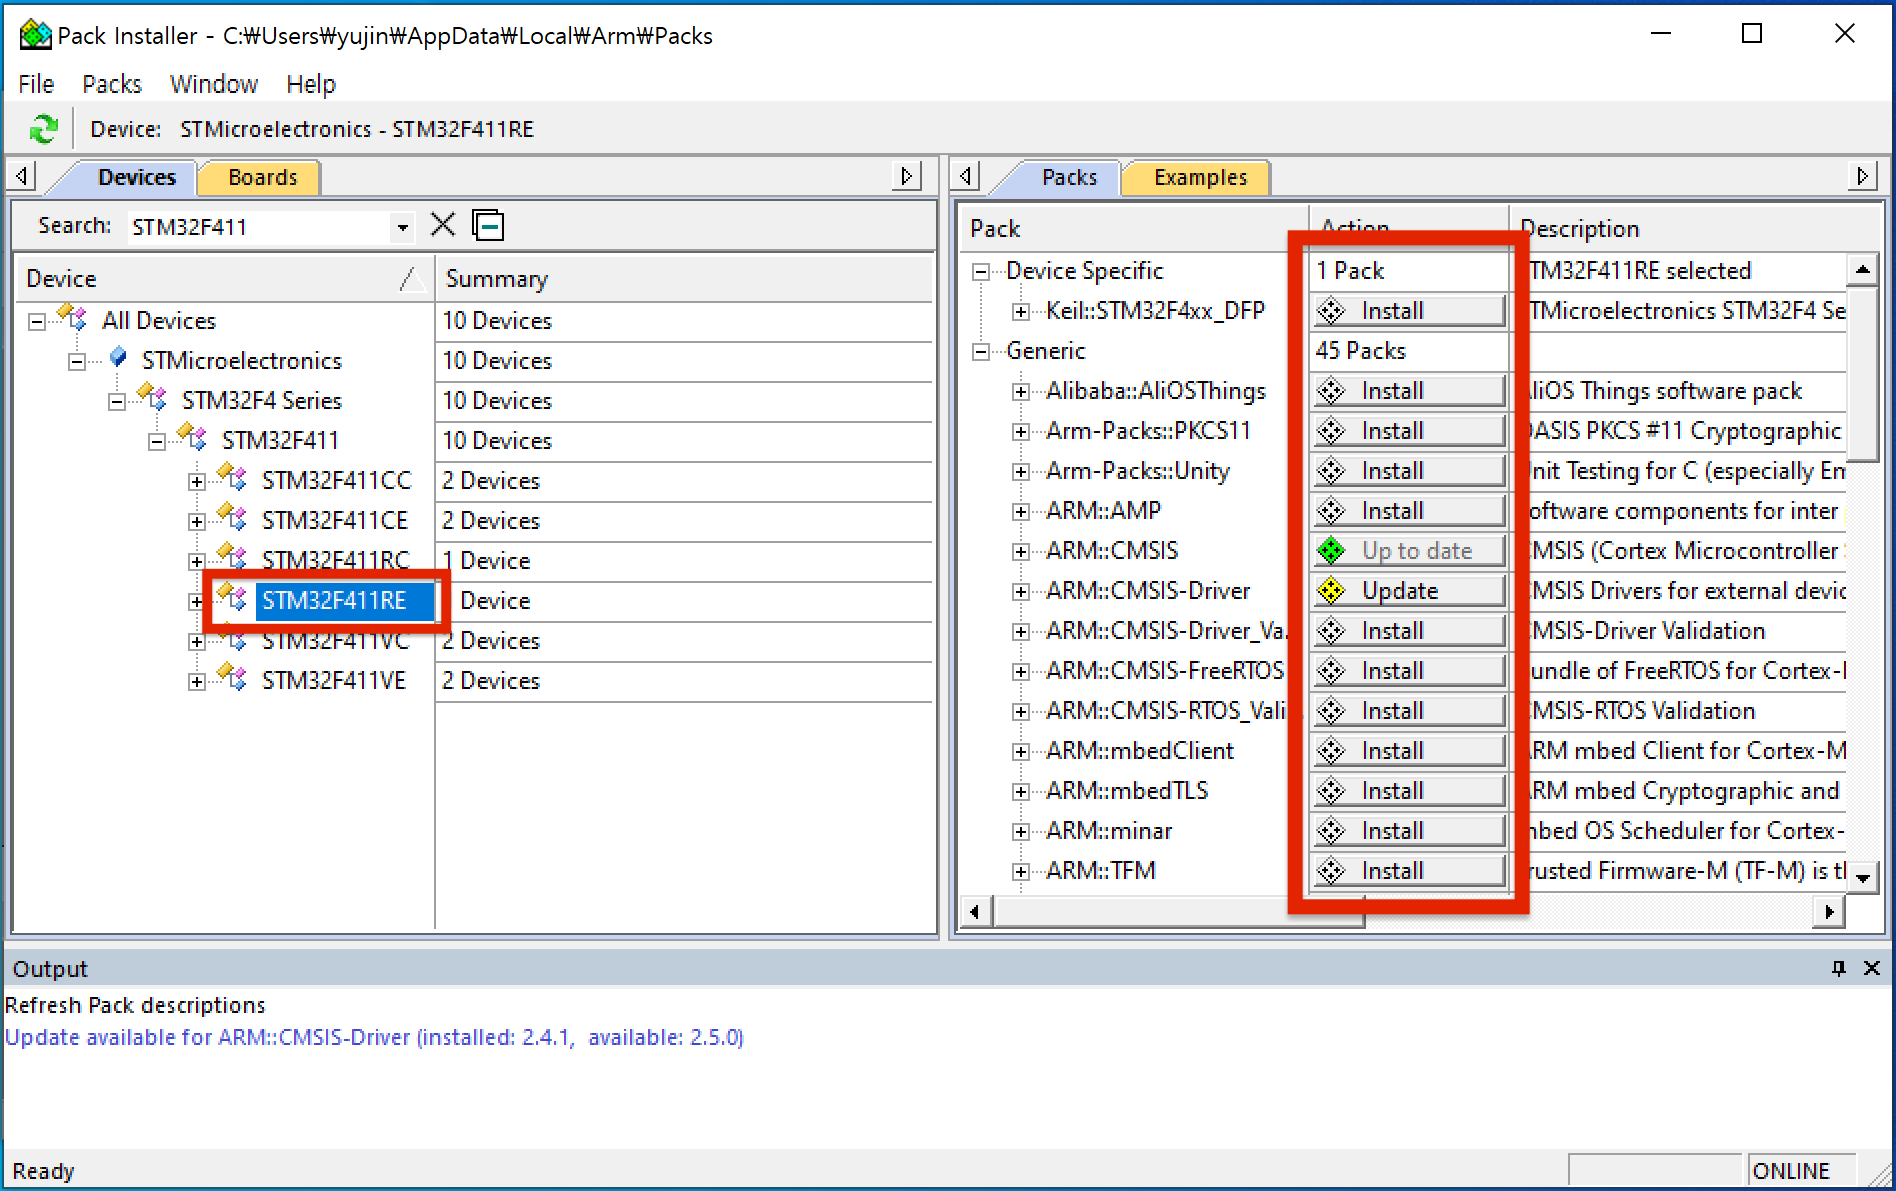 Pack Installer - C:₩Users₩yujin₩AppData₩Local₩Arm₩Packs
File Packs Window Help
Device: STMicroelectronics - STM32F411RE
Devices Boards
Search: STM32F411
Device Summary
All Devices 10 Devices
STMicroelectronics 10 Devices
STM32F4 Series 10 Devices
STM32F411 10 Devices
STM32F411CC 2 Devices
STM32F411CE 2 Devices
STM32F411RC 1 Device
STM32F411RE Device
STM32F411VC 2 Devices
STM32F411VE 2 Devices
Packs Examples
Pack Action Description
Device Specific 1 Pack TM32F411RE selected
Keil::STM32F4xx_DFP Install TMicroelectronics STM32F4 Se
Generic 45 Packs
Alibaba::AliOSThings Install liOS Things software pack
Arm-Packs::PKCS11 Install OASIS PKCS #11 Cryptographic
Arm-Packs::Unity Install nit Testing for C (especially Em
ARM::AMP Install oftware components for inter
ARM::CMSIS Up to date CMSIS (Cortex Microcontroller
ARM::CMSIS-Driver Update CMSIS Drivers for external devic
ARM::CMSIS-Driver_Va... Install CMSIS-Driver Validation
ARM::CMSIS-FreeRTOS Install undle of FreeRTOS for Cortex-
ARM::CMSIS-RTOS_Vali... Install CMSIS-RTOS Validation
ARM::mbedClient Install ARM mbed Client for Cortex-M
ARM::mbedTLS Install ARM mbed Cryptographic and
ARM::minar Install mbed OS Scheduler for Cortex-
ARM::TFM Install rusted Firmware-M (TF-M) is t
Output
Refresh Pack descriptions
Update available for ARM::CMSIS-Driver (installed: 2.4.1, available: 2.5.0)
Ready ONLINE